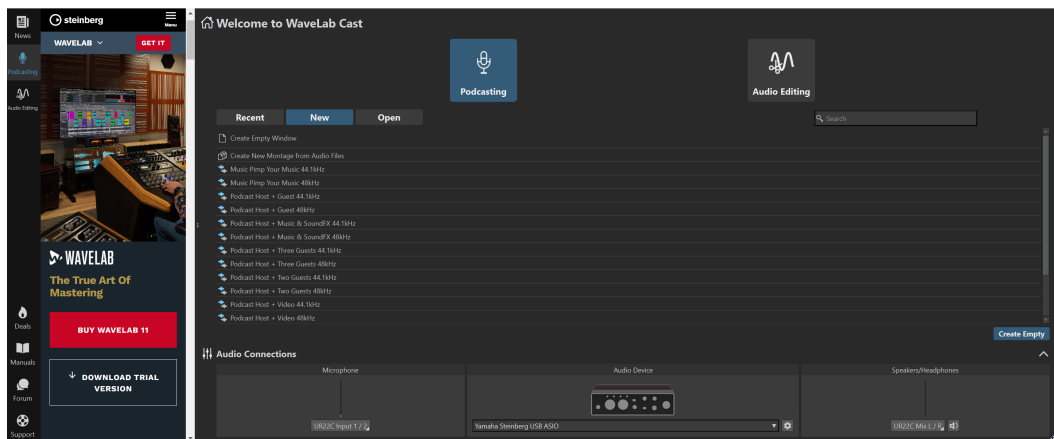 News
Podcasting
Audio Editing
Deals
Manuals
Forum
Support
steinberg
Menu
WAVELAB
GET IT
WAVELAB
The True Art Of
Mastering
BUY WAVELAB 11
DOWNLOAD TRIAL
VERSION
Welcome to WaveLab Cast
Podcasting
Audio Editing
Recent New Open
Search
Create Empty Window
Create New Montage from Audio Files
Music Pimp Your Music 44.1kHz
Music Pimp Your Music 48kHz
Podcast Host + Guest 44.1kHz
Podcast Host + Guest 48kHz
Podcast Host + Music & SoundFX 44.1kHz
Podcast Host + Music & SoundFX 48kHz
Podcast Host + Three Guests 44.1kHz
Podcast Host + Three Guests 48kHz
Podcast Host + Two Guests 44.1kHz
Podcast Host + Two Guests 48kHz
Podcast Host + Video 44.1kHz
Podcast Host + Video 48kHz
Create Empty
Audio Connections
Microphone
UR22C Input 1 / 2
Audio Device
Yamaha Steinberg USB ASIO
Speakers/Headphones
UR22C Mix L / R